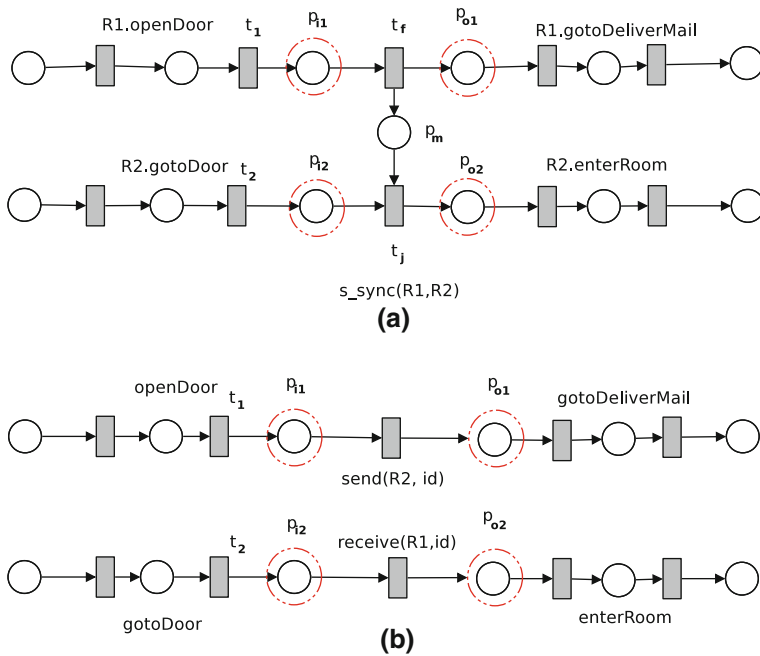 R1.openDoor t1 pi1 tf po1 R1.gotoDeliverMail
pm
R2.gotoDoor t2 pi2 po2 R2.enterRoom
tj
s_sync(R1,R2)
(a)
openDoor t1 pi1 po1 gotoDeliverMail
send(R2, id)
t2 pi2 receive(R1,id) po2
gotoDoor enterRoom
(b)